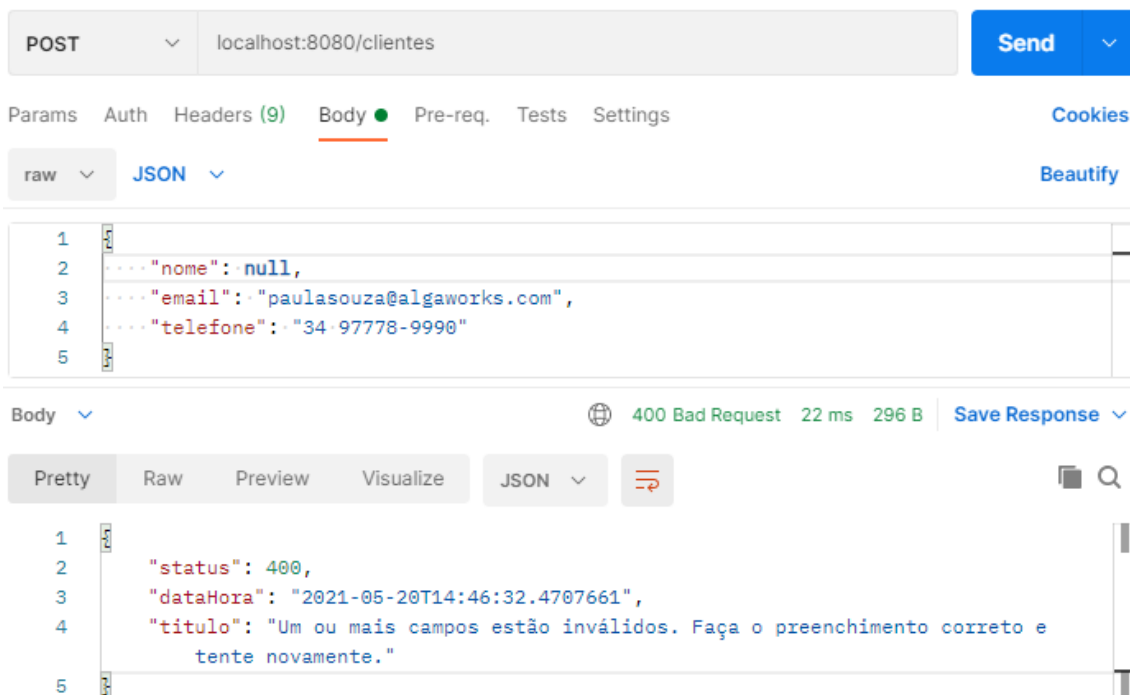 POST localhost:8080/clientes Send
Params Auth Headers (9) Body Pre-req. Tests Settings Cookies
raw JSON Beautify
1 {
2 "nome": null,
3 "email": "paulasouza@algaworks.com",
4 "telefone": "34 97778-9990"
5 }
Body 400 Bad Request 22 ms 296 B Save Response
Pretty Raw Preview Visualize JSON
1 {
2 "status": 400,
3 "dataHora": "2021-05-20T14:46:32.4707661",
4 "titulo": "Um ou mais campos estão inválidos. Faça o preenchimento correto e
tente novamente."
5 }